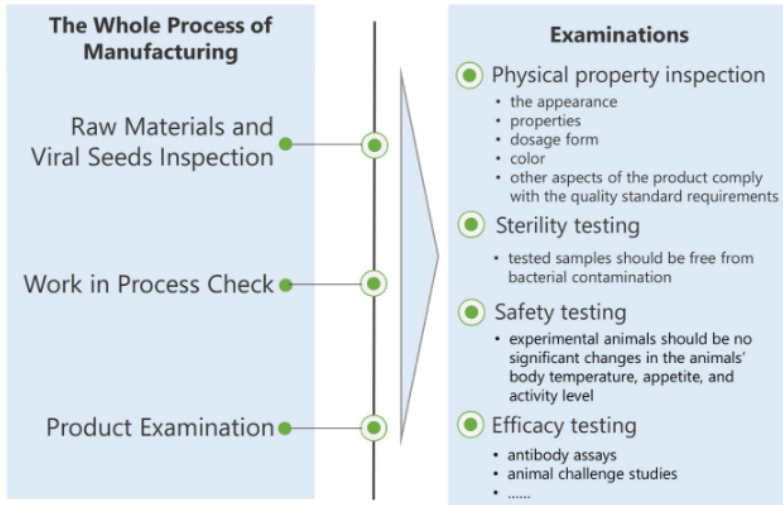 The Whole Process of
Manufacturing
Raw Materials and
Viral Seeds Inspection
Work in Process Check
Product Examination
Examinations
Physical property inspection
• the appearance
• properties
• dosage form
• color
• other aspects of the product comply
with the quality standard requirements
Sterility testing
• tested samples should be free from
bacterial contamination
Safety testing
• experimental animals should be no
significant changes in the animals'
body temperature, appetite, and
activity level
Efficacy testing
• antibody assays
• animal challenge studies
• ......